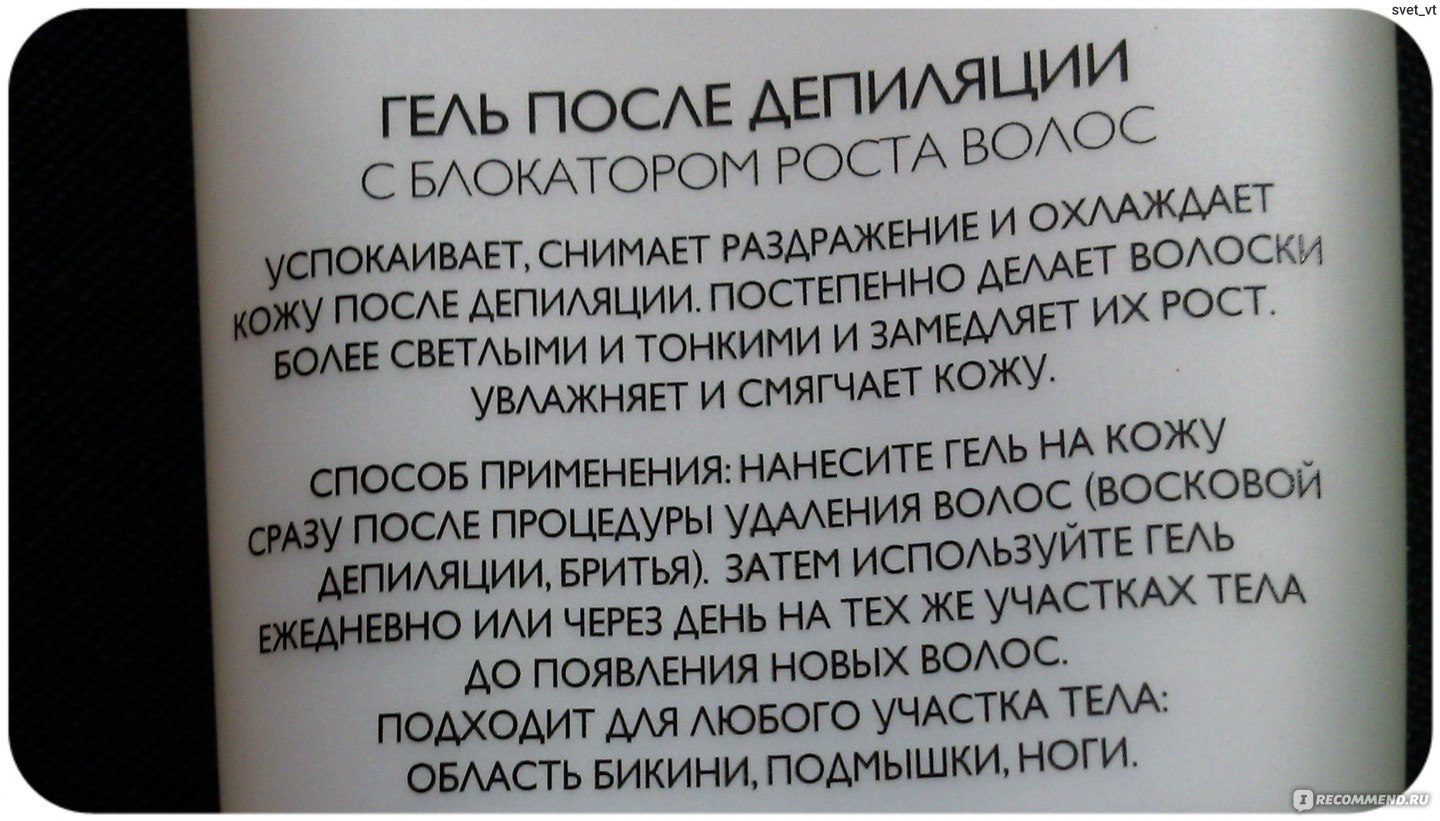 svet_vt
ГЕЛЬ ПОСЛЕ ДЕПИЛЯЦИИ
С БЛОКАТОРОМ РОСТА ВОЛОС
УСПОКАИВАЕТ, СНИМАЕТ РАЗДРАЖЕНИЕ И ОХЛАЖДАЕТ
КОЖУ ПОСЛЕ ДЕПИЛЯЦИИ. ПОСТЕПЕННО ДЕЛАЕТ ВОЛОСКИ
БОЛЕЕ СВЕТЛЫМИ И ТОНКИМИ И ЗАМЕДЛЯЕТ ИХ РОСТ.
УВЛАЖНЯЕТ И СМЯГЧАЕТ КОЖУ.
СПОСОБ ПРИМЕНЕНИЯ: НАНЕСИТЕ ГЕЛЬ НА КОЖУ
СРАЗУ ПОСЛЕ ПРОЦЕДУРЫ УДАЛЕНИЯ ВОЛОС (ВОСКОВОЙ
ДЕПИЛЯЦИИ, БРИТЬЯ). ЗАТЕМ ИСПОЛЬЗУЙТЕ ГЕЛЬ
ЕЖЕДНЕВНО ИЛИ ЧЕРЕЗ ДЕНЬ НА ТЕХ ЖЕ УЧАСТКАХ ТЕЛА
ДО ПОЯВЛЕНИЯ НОВЫХ ВОЛОС.
ПОДХОДИТ ДЛЯ ЛЮБОГО УЧАСТКА ТЕЛА:
ОБЛАСТЬ БИКИНИ, ПОДМЫШКИ, НОГИ.
I RECOMMEND.RU